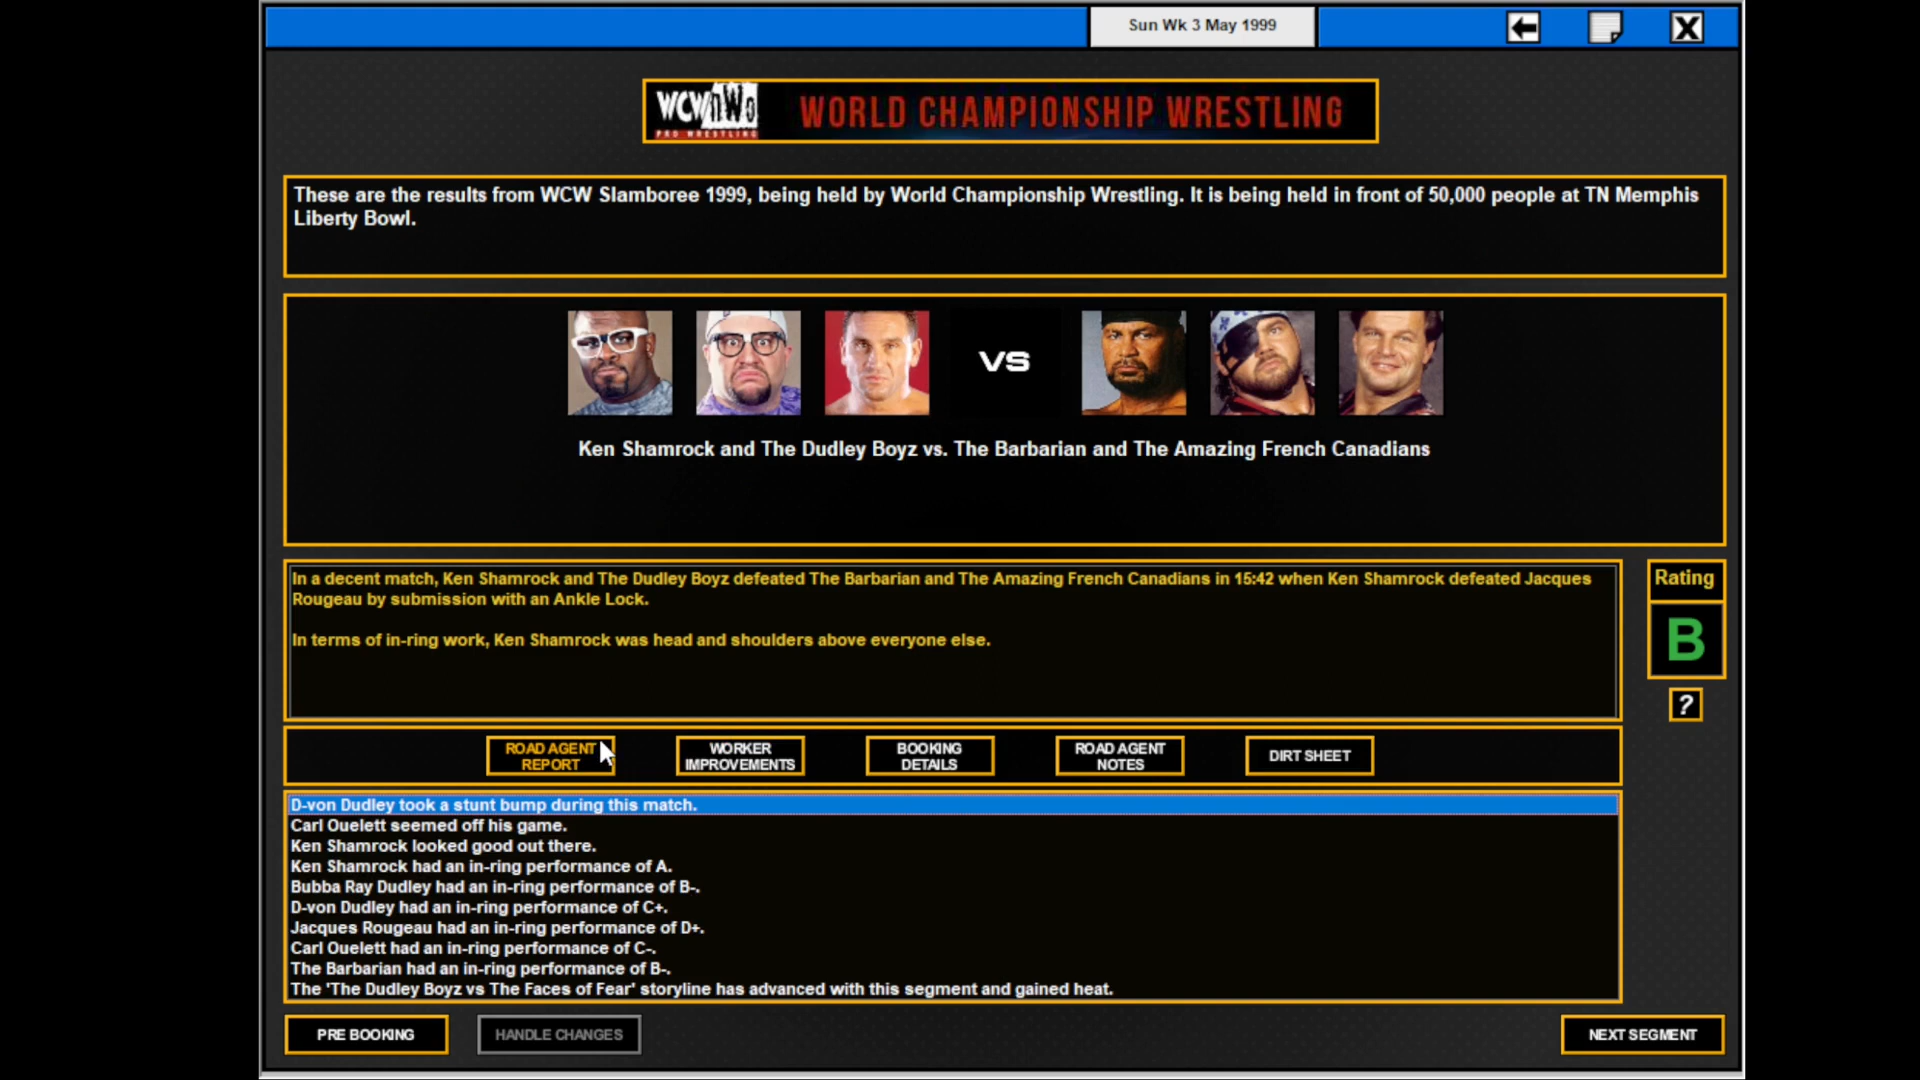 Sun Wk 3 May 1999
X
WCW nWo
PRO WRESTLING
WORLD CHAMPIONSHIP WRESTLING
These are the results from WCW Slamboree 1999, being held by World Championship Wrestling. It is being held in front of 50,000 people at TN Memphis
Liberty Bowl.
VS
Ken Shamrock and The Dudley Boyz vs. The Barbarian and The Amazing French Canadians
In a decent match, Ken Shamrock and The Dudley Boyz defeated The Barbarian and The Amazing French Canadians in 15:42 when Ken Shamrock defeated Jacques
Rougeau by submission with an Ankle Lock.
In terms of in-ring work, Ken Shamrock was head and shoulders above everyone else.
Rating
B
?
ROAD AGENT
REPORT
WORKER
IMPROVEMENTS
BOOKING
DETAILS
ROAD AGENT
NOTES
DIRT SHEET
D-von Dudley took a stunt bump during this match.
Carl Ouelett seemed off his game.
Ken Shamrock looked good out there.
Ken Shamrock had an in-ring performance of A.
Bubba Ray Dudley had an in-ring performance of B-.
D-von Dudley had an in-ring performance of C+.
Jacques Rougeau had an in-ring performance of D+.
Carl Ouelett had an in-ring performance of C-.
The Barbarian had an in-ring performance of B-.
The 'The Dudley Boyz vs The Faces of Fear' storyline has advanced with this segment and gained heat.
PRE BOOKING
HANDLE CHANGES
NEXT SEGMENT